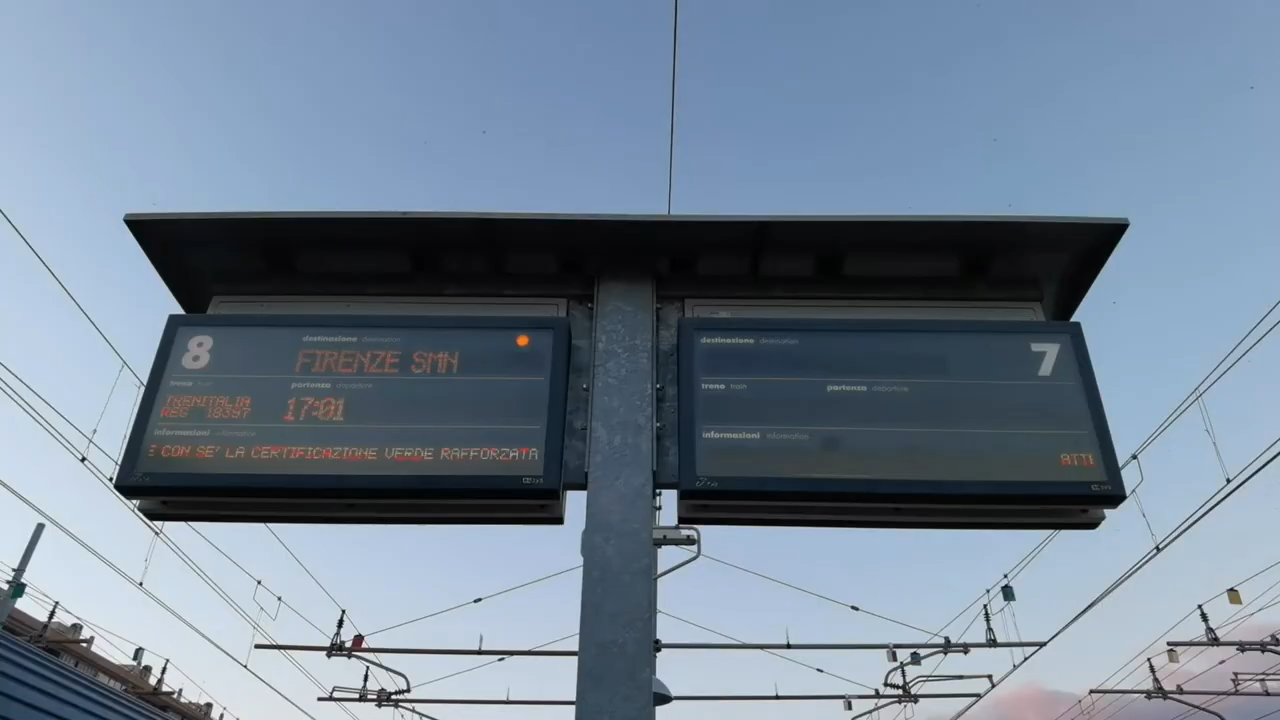 8
destinazione destination
FIRENZE SMN
treno train
partenza departure
TRENITALIA
REG 18397
17:01
informazioni information
CON SE' LA CERTIFICAZIONE VERDE RAFFORZATA
destinazione destination
7
treno train
partenza departure
informazioni information
ATTI